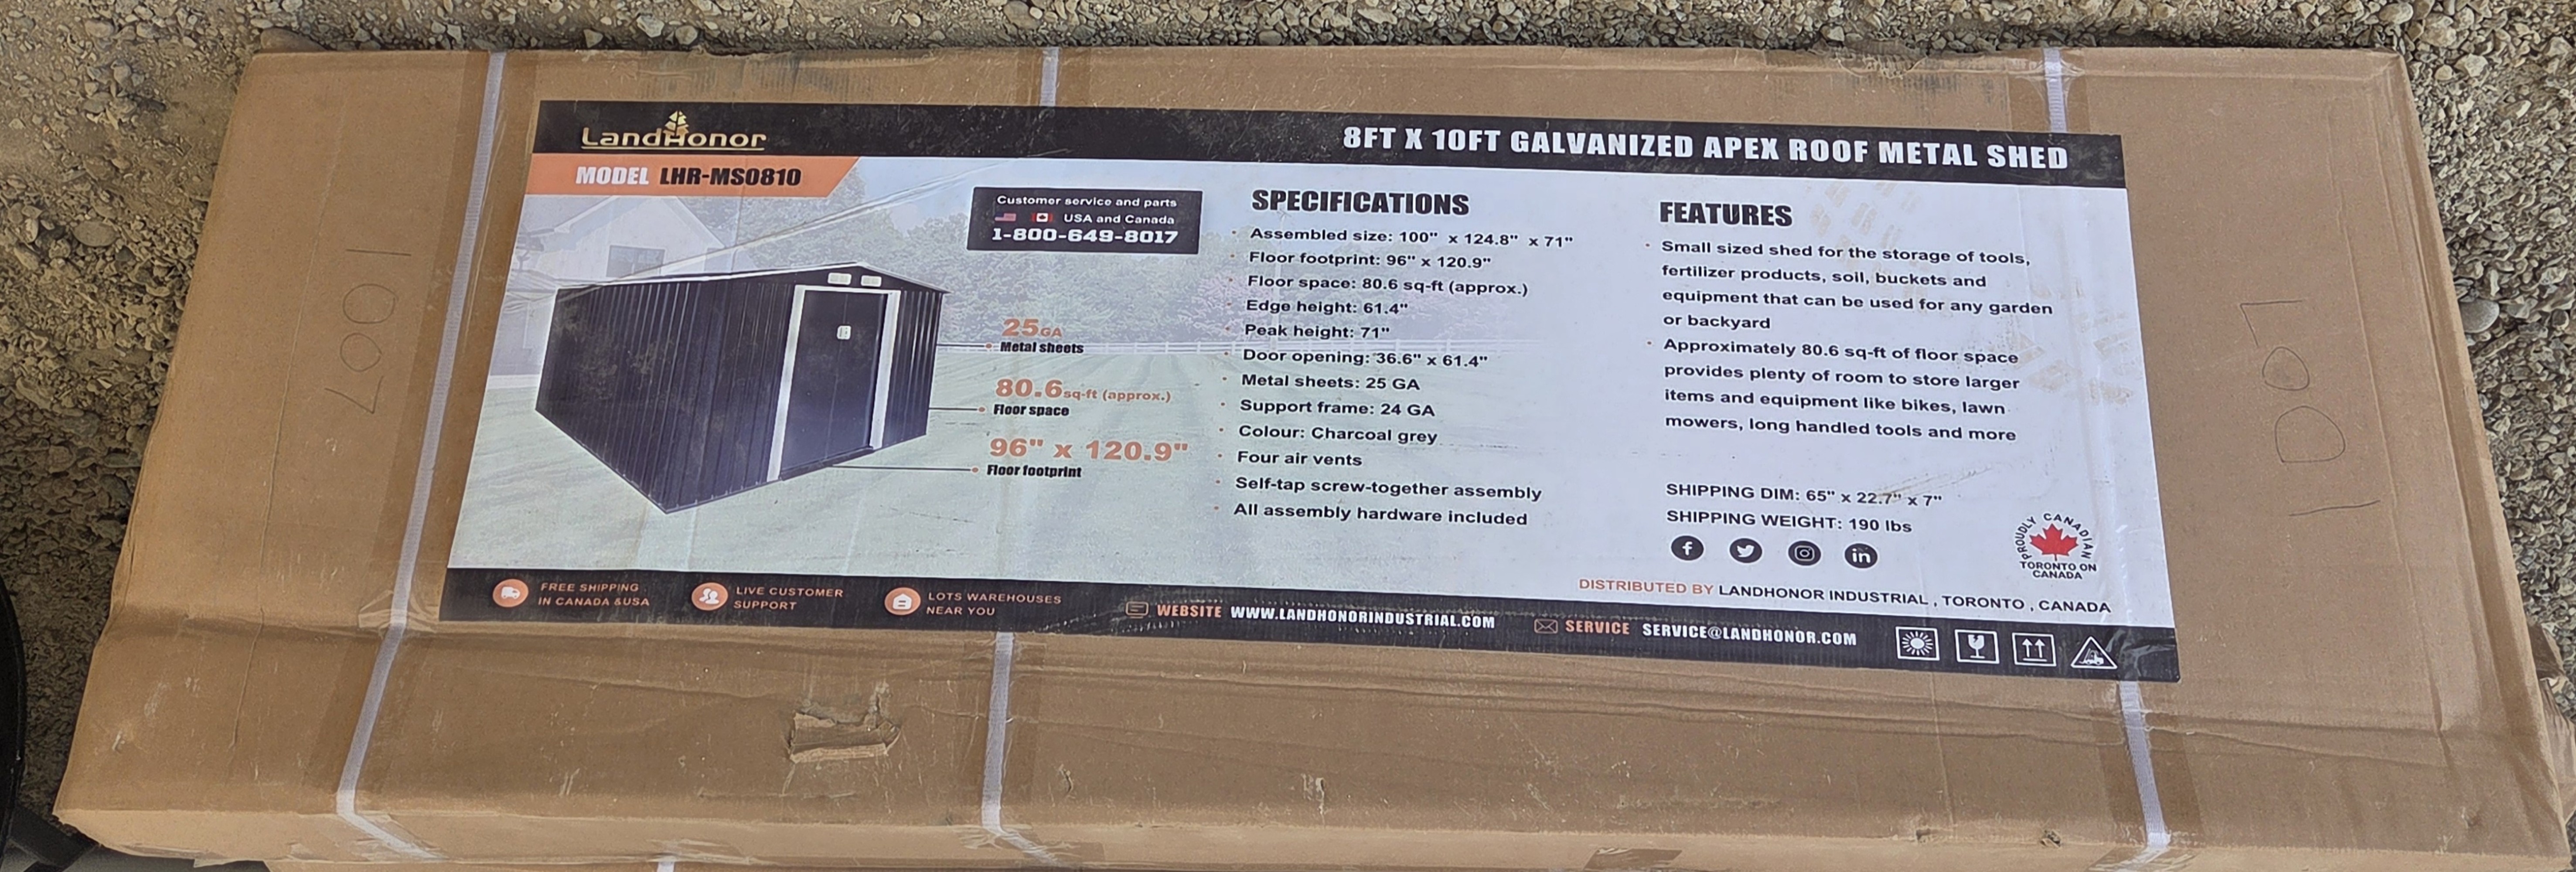 LandHonor
8FT X 10FT GALVANIZED APEX ROOF METAL SHED
MODEL LHR-MS0810
Customer service and parts
USA and Canada
1-800-649-8017
25GA
Metal sheets
80.6sq-ft (approx.)
Floor space
96" x 120.9"
Floor footprint
SPECIFICATIONS
· Assembled size: 100" x 124.8" x 71"
· Floor footprint: 96" x 120.9"
· Floor space: 80.6 sq-ft (approx.)
· Edge height: 61.4"
· Peak height: 71"
· Door opening: 36.6" x 61.4"
· Metal sheets: 25 GA
· Support frame: 24 GA
· Colour: Charcoal grey
· Four air vents
· Self-tap screw-together assembly
· All assembly hardware included
FEATURES
· Small sized shed for the storage of tools,
fertilizer products, soil, buckets and
equipment that can be used for any garden
or backyard
· Approximately 80.6 sq-ft of floor space
provides plenty of room to store larger
items and equipment like bikes, lawn
mowers, long handled tools and more
SHIPPING DIM: 65" x 22.7" x 7"
SHIPPING WEIGHT: 190 lbs
PROUDLY CANADIAN
TORONTO ON
CANADA
DISTRIBUTED BY LANDHONOR INDUSTRIAL , TORONTO , CANADA
FREE SHIPPING
IN CANADA &USA
LIVE CUSTOMER
SUPPORT
LOTS WAREHOUSES
NEAR YOU
WEBSITE WWW.LANDHONORINDUSTRIAL.COM
SERVICE SERVICE@LANDHONOR.COM
1007
1007